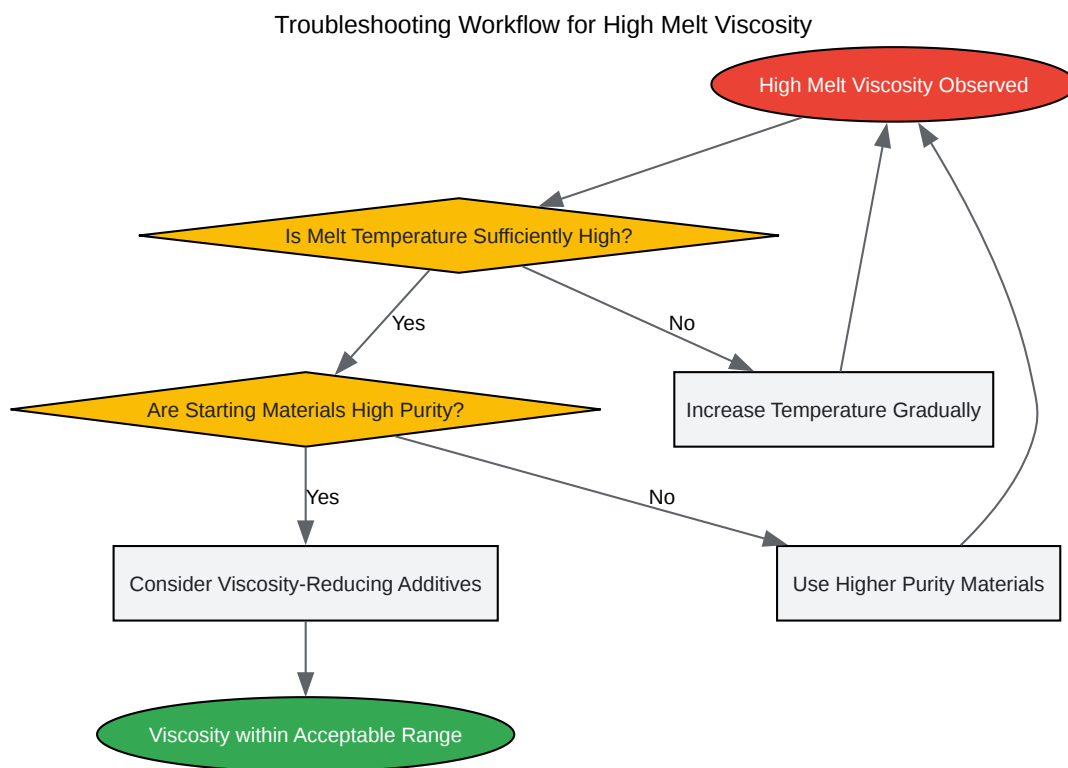 Troubleshooting Workflow for High Melt Viscosity
High Melt Viscosity Observed
Is Melt Temperature Sufficiently High?
Yes
No
Are Starting Materials High Purity?
Increase Temperature Gradually
Yes
No
Consider Viscosity-Reducing Additives
Use Higher Purity Materials
Viscosity within Acceptable Range